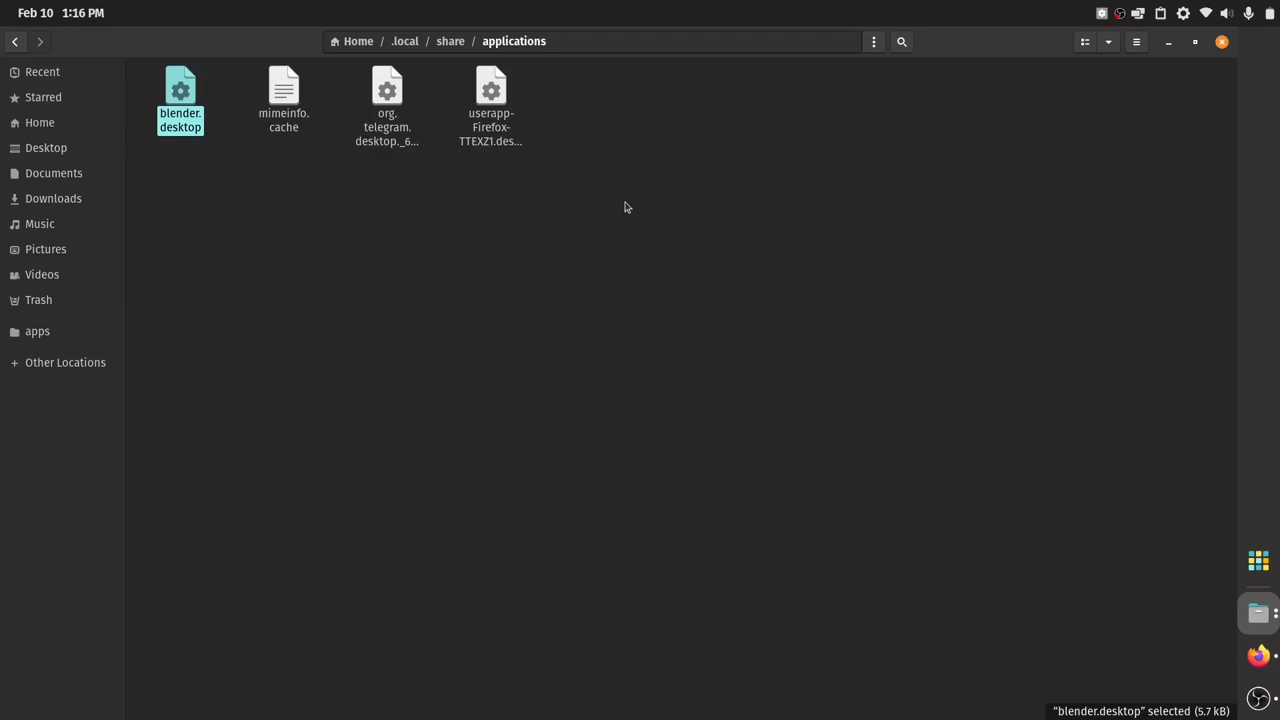 Feb 10 1:16 PM
Home / .local / share / applications
Recent
Starred
Home
Desktop
Documents
Downloads
Music
Pictures
Videos
Trash
apps
+ Other Locations
blender.
desktop
mimeinfo.
cache
org.
telegram.
desktop._6...
userapp-
Firefox-
TTEXZ1.des...
"blender.desktop" selected (5.7 kB)